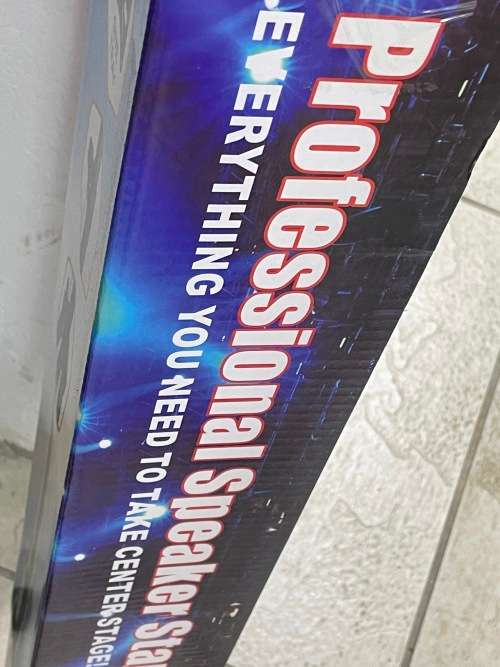 Professional Speaker Sta
EVERYTHING YOU NEED TO TAKE CENTER STAGE!